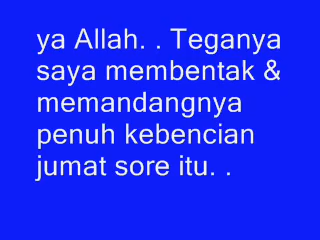 ya Allah. . Teganya
saya membentak &
memandangnya
penuh kebencian
jumat sore itu. .